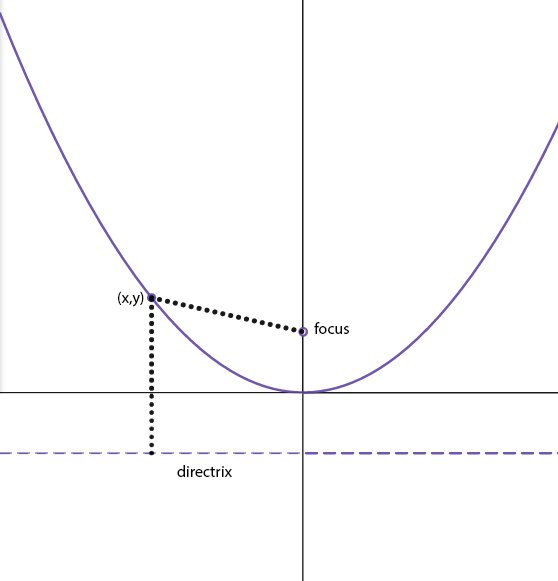 (x,y)
focus
directrix